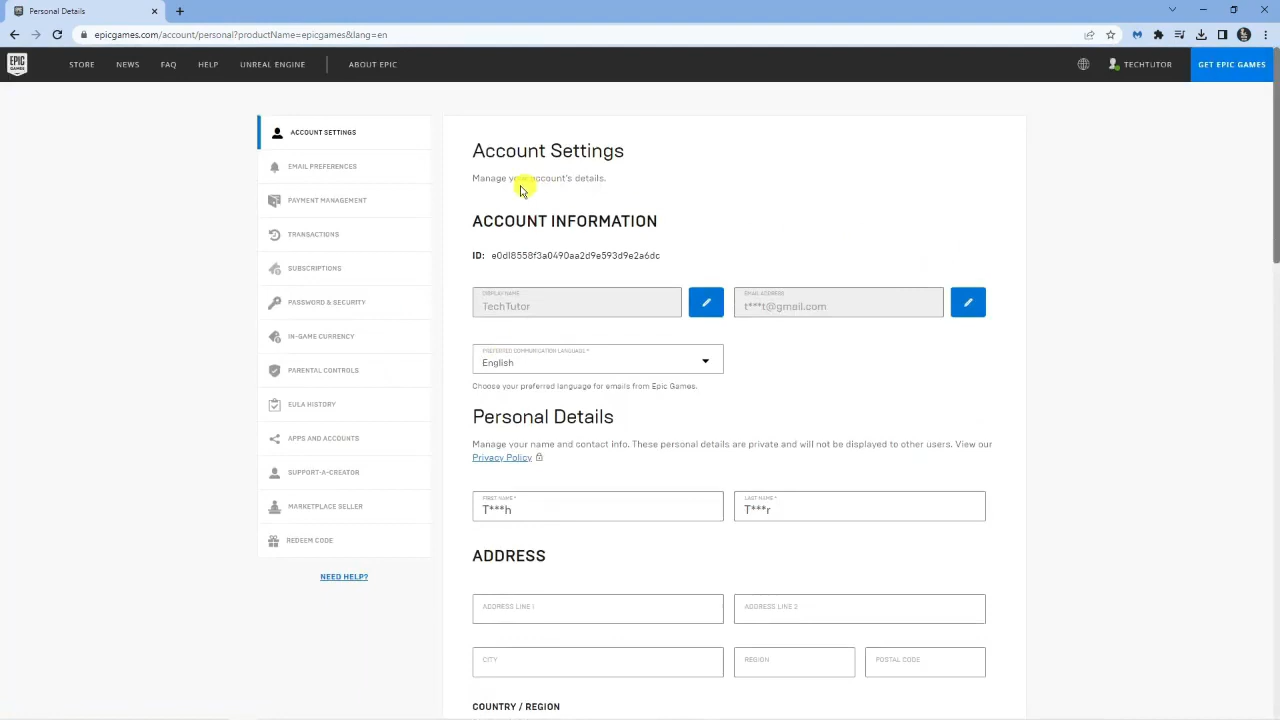 Personal Details
epicgames.com/account/personal?productName=epicgames&lang=en
EPIC GAMES
STORE
NEWS
FAQ
HELP
UNREAL ENGINE
ABOUT EPIC
TECHTUTOR
GET EPIC GAMES
ACCOUNT SETTINGS
EMAIL PREFERENCES
PAYMENT MANAGEMENT
TRANSACTIONS
SUBSCRIPTIONS
PASSWORD & SECURITY
IN-GAME CURRENCY
PARENTAL CONTROLS
EULA HISTORY
APPS AND ACCOUNTS
SUPPORT-A-CREATOR
MARKETPLACE SELLER
REDEEM CODE
NEED HELP?
Account Settings
Manage your account's details.
ACCOUNT INFORMATION
ID: e0d18558f3a0490aa2d9e593d9e2a6dc
DISPLAY NAME
TechTutor
EMAIL ADDRESS
t***t@gmail.com
PREFERRED COMMUNICATION LANGUAGE *
English
Choose your preferred language for emails from Epic Games.
Personal Details
Manage your name and contact info. These personal details are private and will not be displayed to other users. View our
Privacy Policy
FIRST NAME *
T***h
LAST NAME *
T***r
ADDRESS
ADDRESS LINE 1
ADDRESS LINE 2
CITY
REGION
POSTAL CODE
COUNTRY / REGION